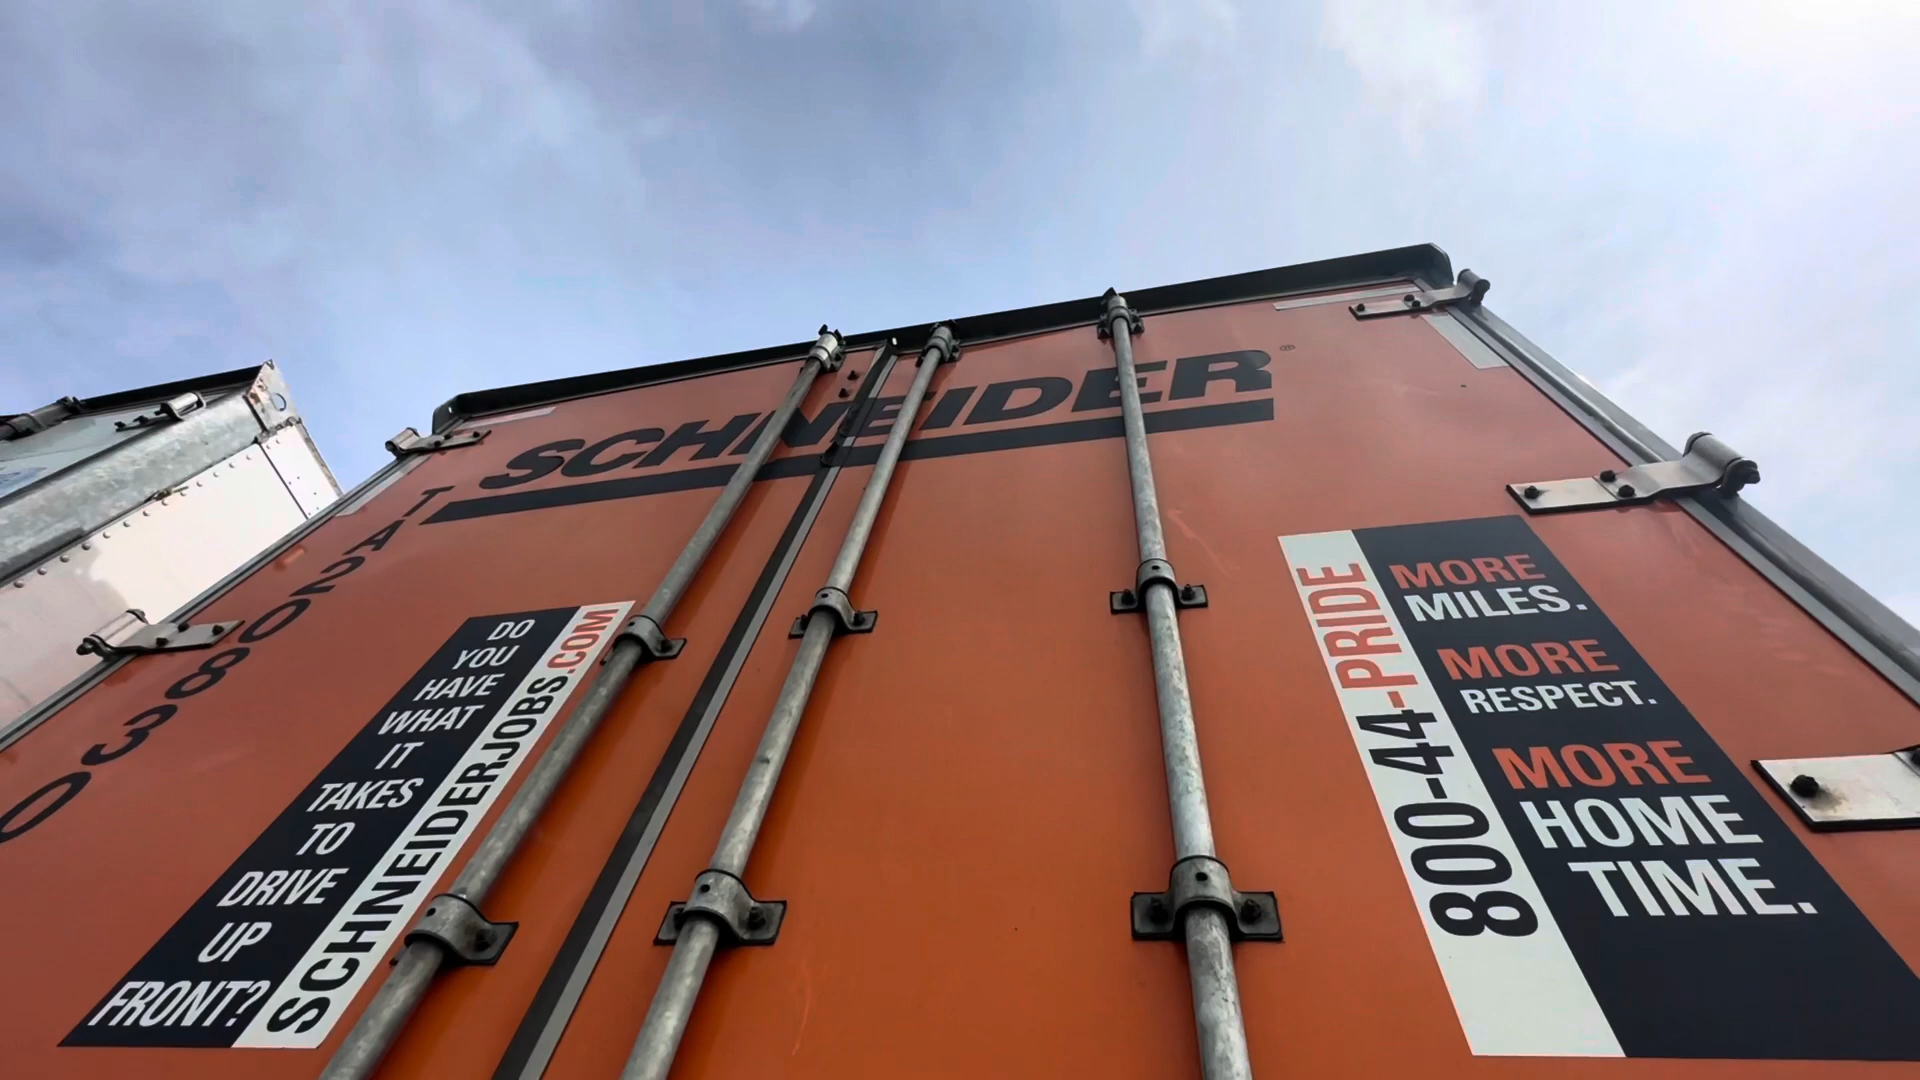 SCHNEIDER®
TA20830
DO
YOU
HAVE
WHAT
IT
TAKES
TO
DRIVE
UP
FRONT?
SCHNEIDERJOBS.COM
800-44-PRIDE
MORE
MILES.
MORE
RESPECT.
MORE
HOME
TIME.